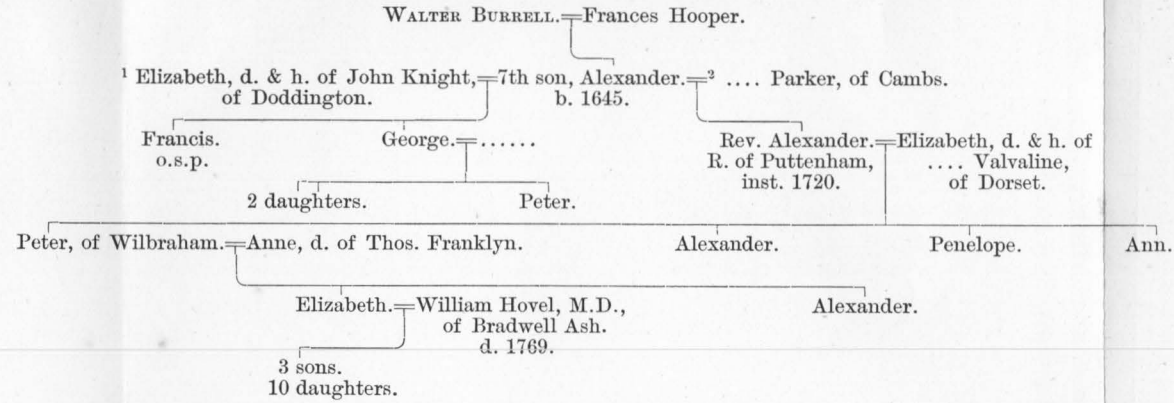 WALTER BURRELL.=Frances Hooper.
¹ Elizabeth, d. & h. of John Knight,=7th son, Alexander.=² .... Parker, of Cambs.
of Doddington. b. 1645.
Francis. George.=...... Rev. Alexander.=Elizabeth, d. & h. of
o.s.p. R. of Puttenham, .... Valvaline,
inst. 1720. of Dorset.
2 daughters. Peter.
Peter, of Wilbraham.=Anne, d. of Thos. Franklyn. Alexander. Penelope. Ann.
Elizabeth.=William Hovel, M.D., Alexander.
of Bradwell Ash.
d. 1769.
3 sons.
10 daughters.